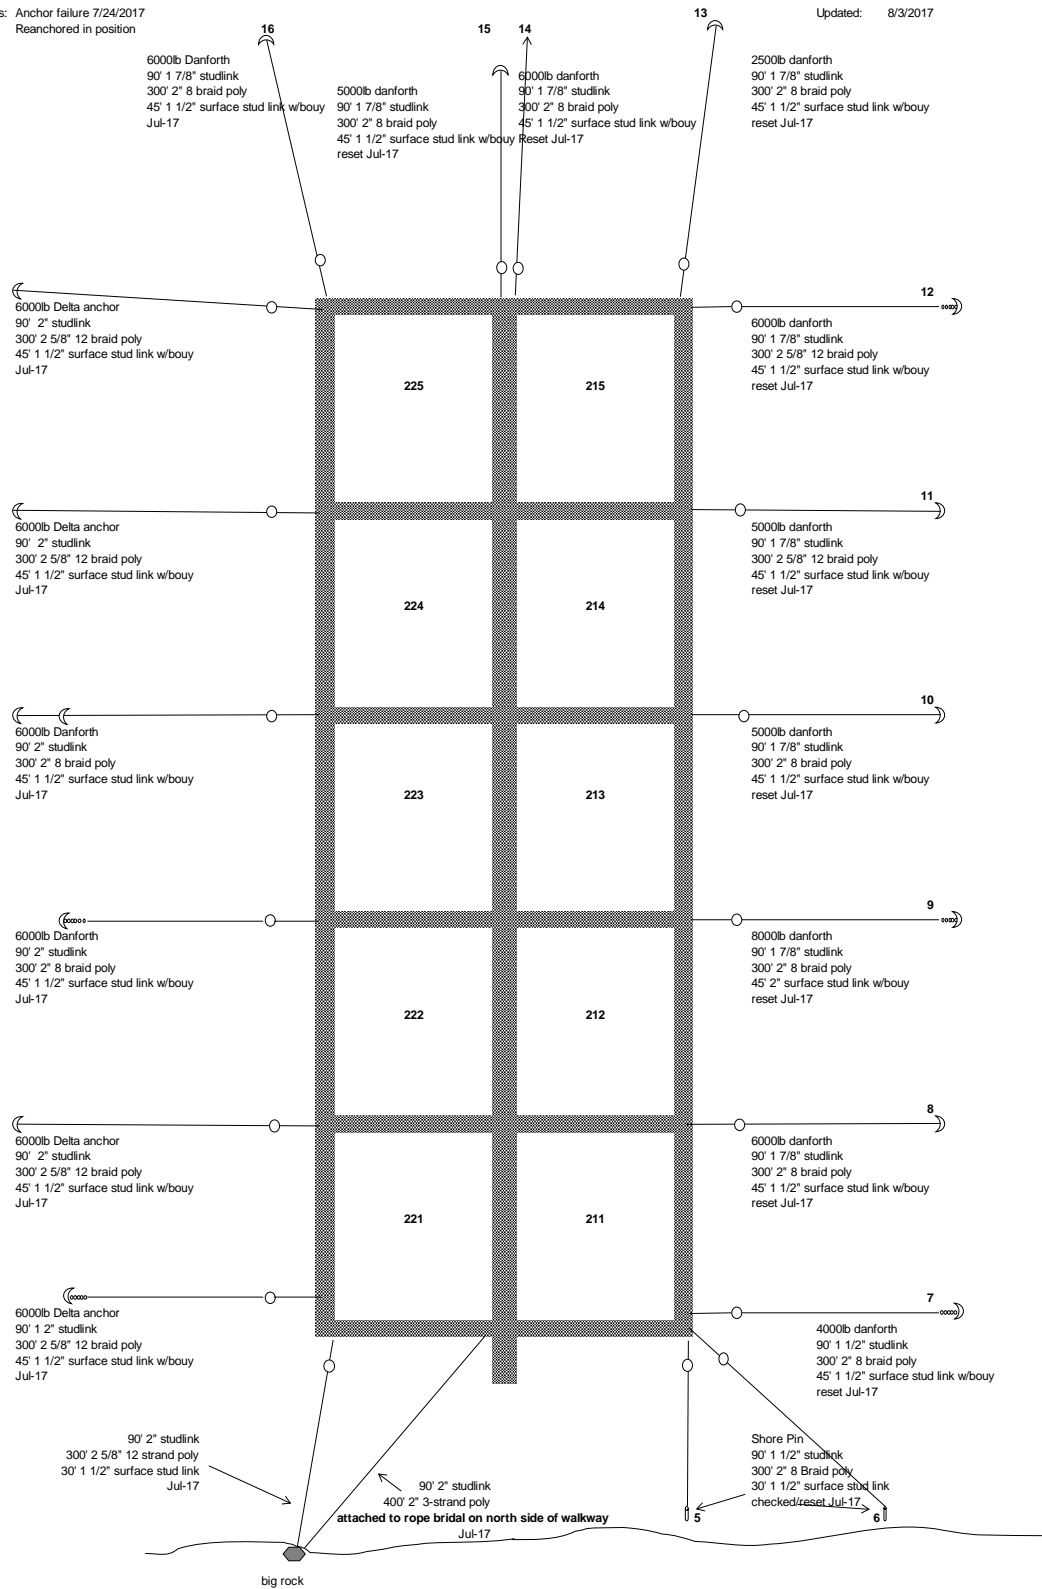 s: Anchor failure 7/24/2017
Reanchored in position
Updated: 8/3/2017
16
15
14
13
6000lb Danforth
90' 1 7/8" studlink
300' 2" 8 braid poly
45' 1 1/2" surface stud link w/bouy
Jul-17
5000lb danforth
90' 1 7/8" studlink
300' 2" 8 braid poly
45' 1 1/2" surface stud link w/bouy
reset Jul-17
6000lb danforth
90' 1 7/8" studlink
300' 2" 8 braid poly
45' 1 1/2" surface stud link w/bouy
Reset Jul-17
2500lb danforth
90' 1 7/8" studlink
300' 2" 8 braid poly
45' 1 1/2" surface stud link w/bouy
reset Jul-17
6000lb Delta anchor
90' 2" studlink
300' 2 5/8" 12 braid poly
45' 1 1/2" surface stud link w/bouy
Jul-17
225
215
12
6000lb danforth
90' 1 7/8" studlink
300' 2 5/8" 12 braid poly
45' 1 1/2" surface stud link w/bouy
reset Jul-17
6000lb Delta anchor
90' 2" studlink
300' 2 5/8" 12 braid poly
45' 1 1/2" surface stud link w/bouy
Jul-17
224
214
11
5000lb danforth
90' 1 7/8" studlink
300' 2 5/8" 12 braid poly
45' 1 1/2" surface stud link w/bouy
reset Jul-17
6000lb Danforth
90' 2" studlink
300' 2" 8 braid poly
45' 1 1/2" surface stud link w/bouy
Jul-17
223
213
10
5000lb danforth
90' 1 7/8" studlink
300' 2" 8 braid poly
45' 1 1/2" surface stud link w/bouy
reset Jul-17
6000lb Danforth
90' 2" studlink
300' 2" 8 braid poly
45' 1 1/2" surface stud link w/bouy
Jul-17
222
212
9
8000lb danforth
90' 1 7/8" studlink
300' 2" 8 braid poly
45' 2" surface stud link w/bouy
reset Jul-17
6000lb Delta anchor
90' 2" studlink
300' 2 5/8" 12 braid poly
45' 1 1/2" surface stud link w/bouy
Jul-17
221
211
8
6000lb danforth
90' 1 7/8" studlink
300' 2" 8 braid poly
45' 1 1/2" surface stud link w/bouy
reset Jul-17
6000lb Delta anchor
90' 1 2" studlink
300' 2 5/8" 12 braid poly
45' 1 1/2" surface stud link w/bouy
Jul-17
7
4000lb danforth
90' 1 1/2" studlink
300' 2" 8 braid poly
45' 1 1/2" surface stud link w/bouy
reset Jul-17
90' 2" studlink
300' 2 5/8" 12 strand poly
30' 1 1/2" surface stud link
Jul-17
90' 2" studlink
400' 2" 3-strand poly
attached to rope bridal on north side of walkway
Jul-17
Shore Pin
90' 1 1/2" studlink
300' 2" 8 Braid poly
30' 1 1/2" surface stud link
checked/reset Jul-17
5
6
big rock